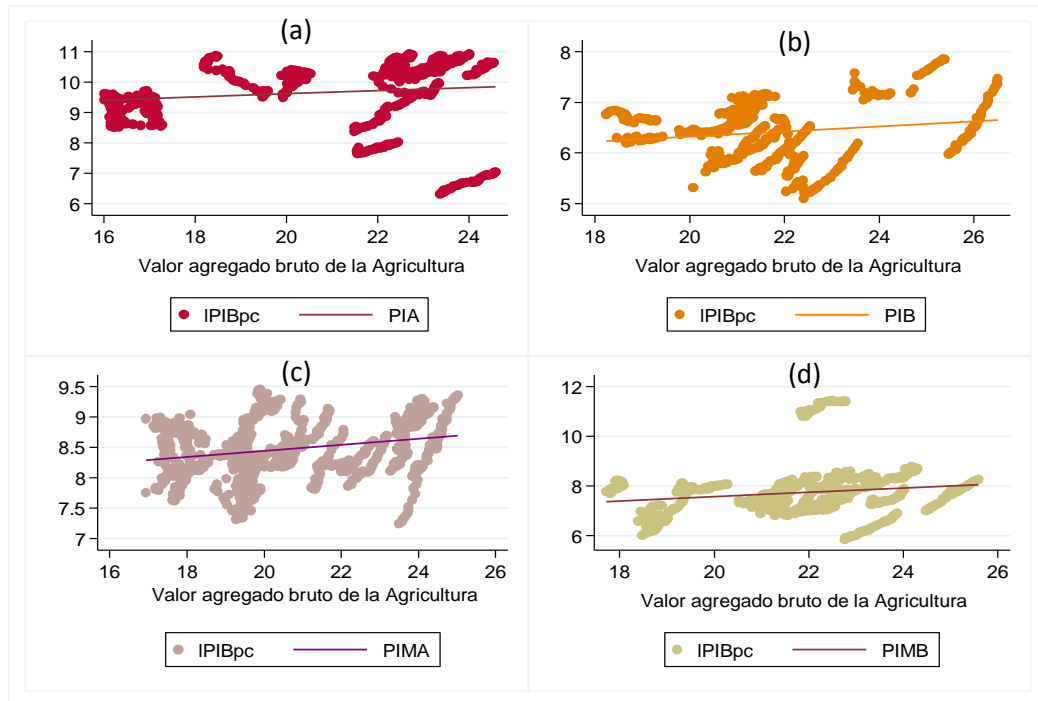 (a)
11
10
9
8
7
6
16 18 20 22 24
Valor agregado bruto de la Agricultura
lPIBpc PIA
(b)
8
7
6
5
18 20 22 24 26
Valor agregado bruto de la Agricultura
lPIBpc PIB
(c)
9.5
9
8.5
8
7.5
7
16 18 20 22 24 26
Valor agregado bruto de la Agricultura
lPIBpc PIMA
(d)
12
10
8
6
18 20 22 24 26
Valor agregado bruto de la Agricultura
lPIBpc PIMB